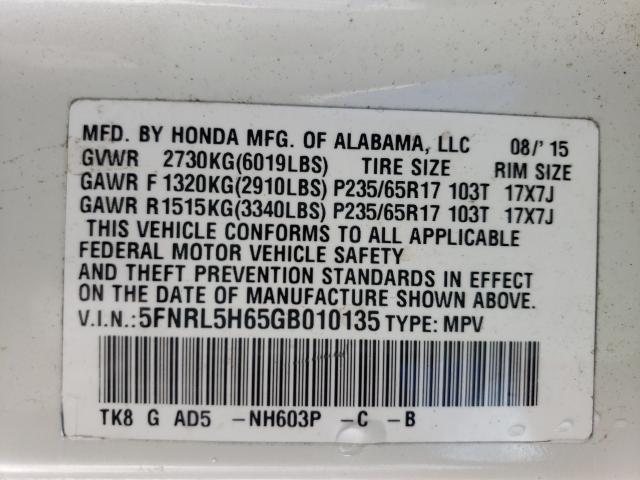 MFD. BY HONDA MFG. OF ALABAMA, LLC 08/'15
GVWR 2730KG(6019LBS) TIRE SIZE RIM SIZE
GAWR F 1320KG(2910LBS) P235/65R17 103T 17X7J
GAWR R1515KG(3340LBS) P235/65R17 103T 17X7J
THIS VEHICLE CONFORMS TO ALL APPLICABLE
FEDERAL MOTOR VEHICLE SAFETY
AND THEFT PREVENTION STANDARDS IN EFFECT
ON THE DATE OF MANUFACTURE SHOWN ABOVE.
V.I.N.:5FNRL5H65GB010135 TYPE: MPV
TK8 G AD5 -NH603P -C -B